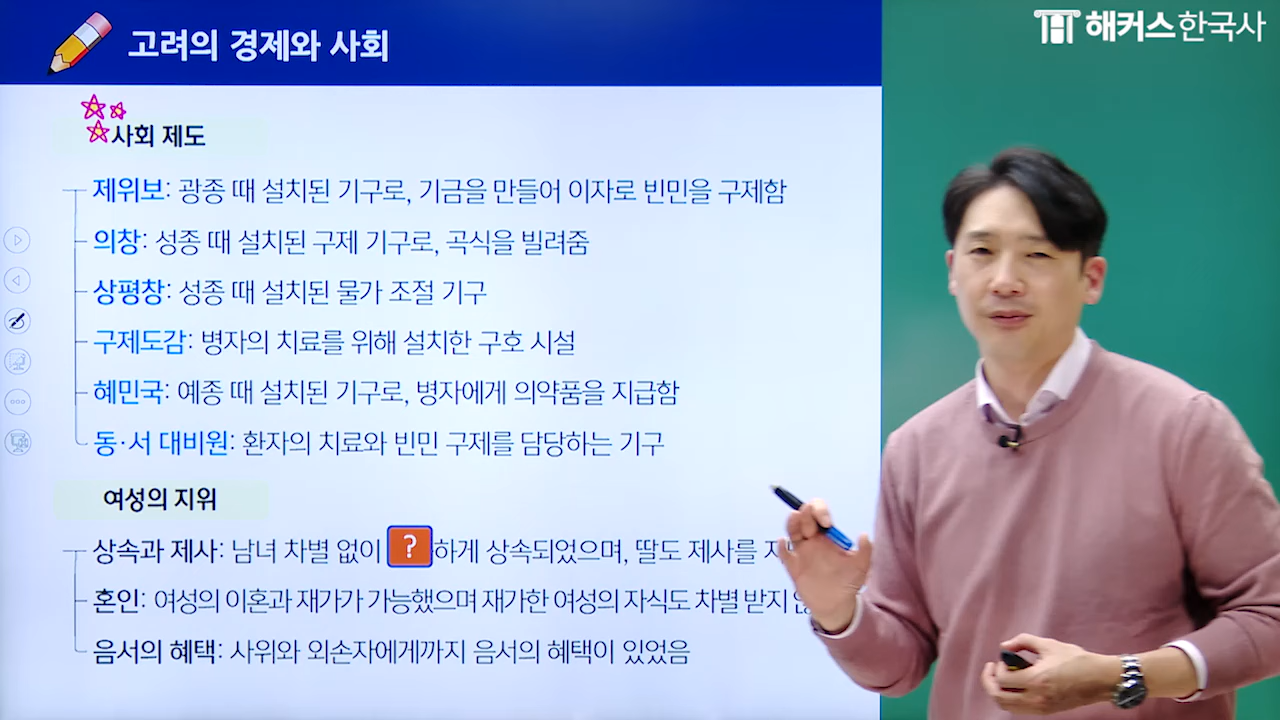 고려의 경제와 사회
해커스한국사
사회 제도
제위보: 광종 때 설치된 기구로, 기금을 만들어 이자로 빈민을 구제함
의창: 성종 때 설치된 구제 기구로, 곡식을 빌려줌
상평창: 성종 때 설치된 물가 조절 기구
구제도감: 병자의 치료를 위해 설치한 구호 시설
혜민국: 예종 때 설치된 기구로, 병자에게 의약품을 지급함
동·서 대비원: 환자의 치료와 빈민 구제를 담당하는 기구
여성의 지위
상속과 제사: 남녀 차별 없이 ? 하게 상속되었으며, 딸도 제사를
혼인: 여성의 이혼과 재가가 가능했으며 재가한 여성의 자식도 차별 받지
음서의 혜택: 사위와 외손자에게까지 음서의 혜택이 있었음